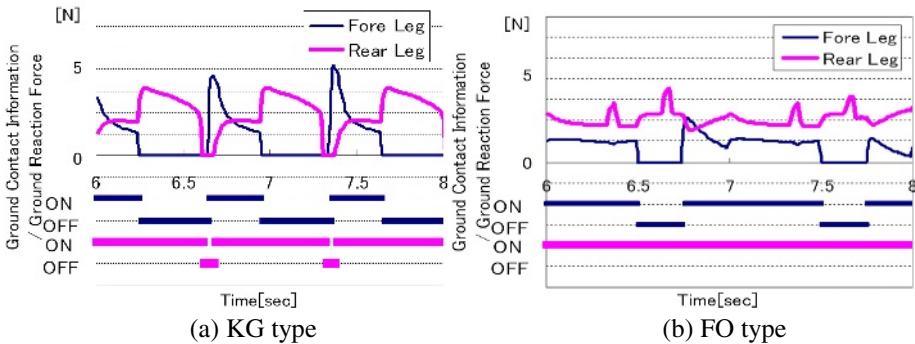 [N]
Fore Leg
Rear Leg
5
0
6
6.5
7
7.5
8
Ground Contact Information
/ Ground Reaction Force
ON
OFF
ON
OFF
Time[sec]
(a) KG type
[N]
Fore Leg
Rear Leg
5
0
6
6.5
7
7.5
8
Ground Contact Information
/ Ground Reaction Force
ON
OFF
ON
OFF
Time[sec]
(b) FO type